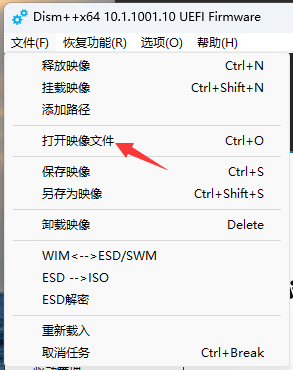 Dism++x64 10.1.1001.10 UEFI Firmware
文件(F) 恢复功能(R) 选项(O) 帮助(H)
释放映像 Ctrl+N
挂载映像 Ctrl+Shift+N
添加路径
打开映像文件 Ctrl+O
保存映像 Ctrl+S
另存为映像 Ctrl+Shift+S
卸载映像 Delete
WIM<-->ESD/SWM
ESD -->ISO
ESD解密
重新载入
取消任务 Ctrl+Break